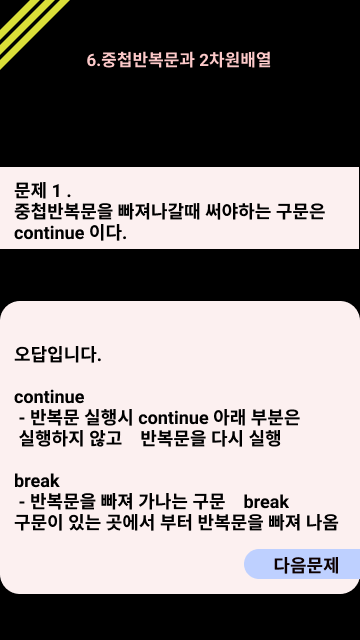 6.중첩반복문과 2차원배열
문제 1 .
중첩반복문을 빠져나갈때 써야하는 구문은
continue 이다.
오답입니다.
continue
- 반복문 실행시 continue 아래 부분은
실행하지 않고 반복문을 다시 실행
break
- 반복문을 빠져 가나는 구문 break
구문이 있는 곳에서 부터 반복문을 빠져 나옴
다음문제